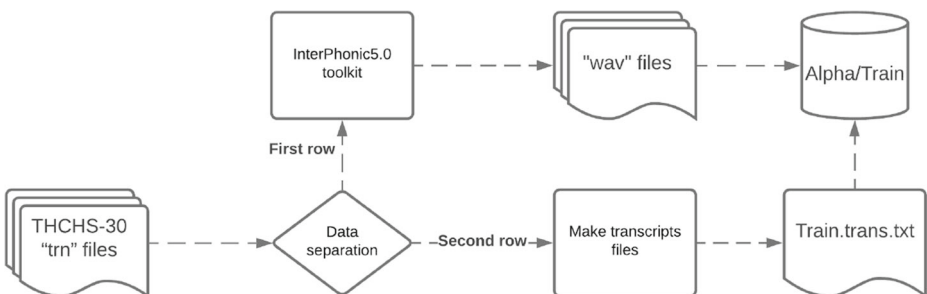 InterPhonic5.0
toolkit
"wav" files
Alpha/Train
First row
THCHS-30
“trn” files
Data
separation
Second row
Make transcripts
files
Train.trans.txt